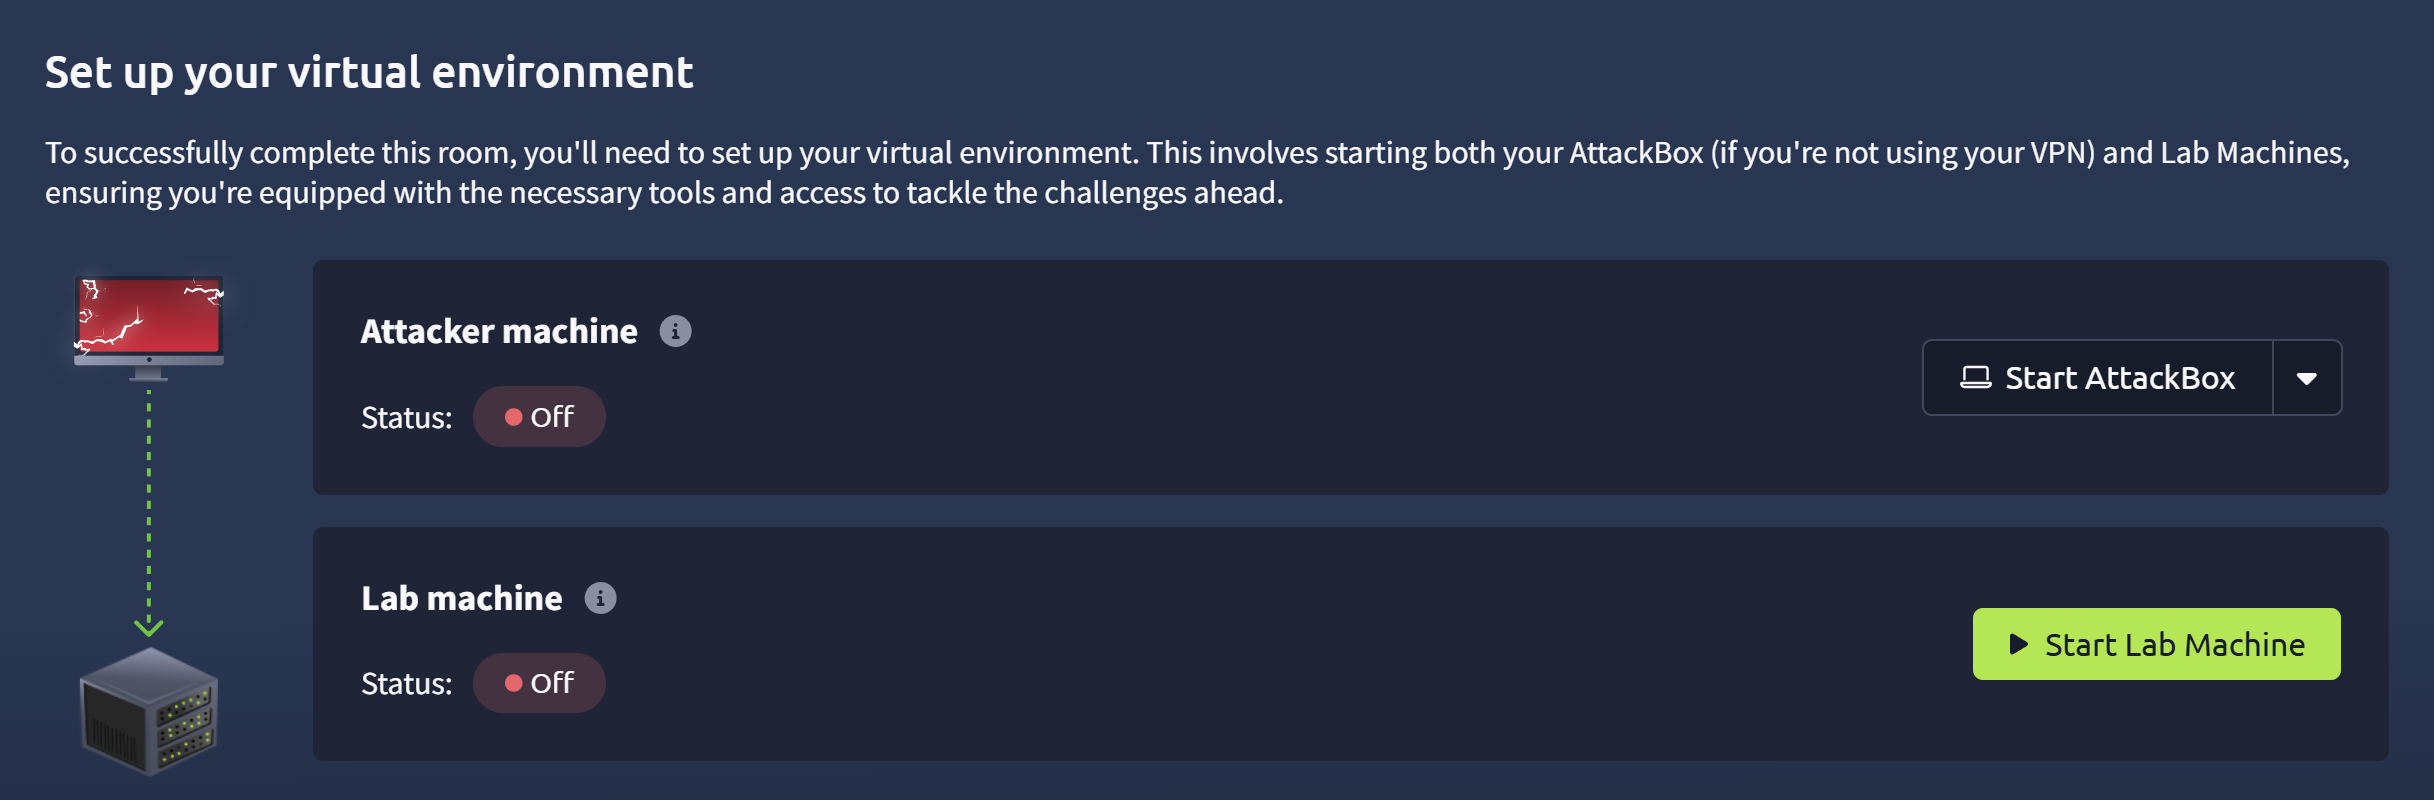 Set up your virtual environment
To successfully complete this room, you'll need to set up your virtual environment. This involves starting both your AttackBox (if you're not using your VPN) and Lab Machines,
ensuring you're equipped with the necessary tools and access to tackle the challenges ahead.
Attacker machine
Status: Off
Start AttackBox
Lab machine
Status: Off
Start Lab Machine